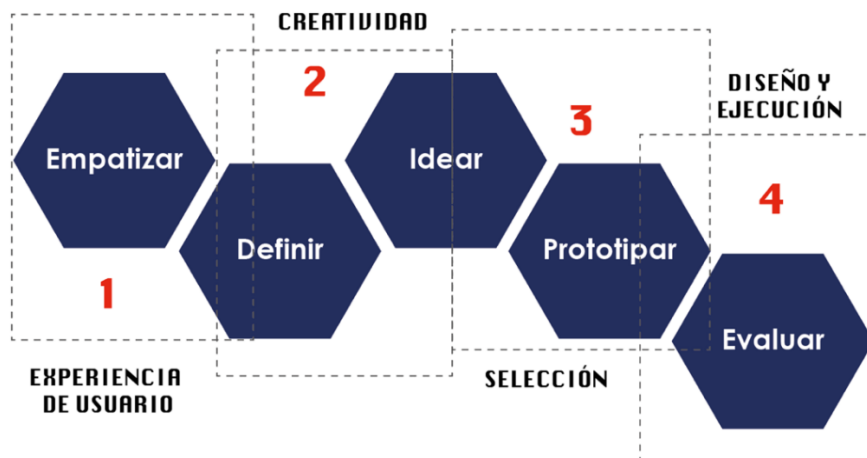 CREATIVIDAD
2
3
DISEÑO Y
EJECUCIÓN
Empatizar
Idear
4
Definir
Prototipar
1
Evaluar
EXPERIENCIA
DE USUARIO
SELECCIÓN